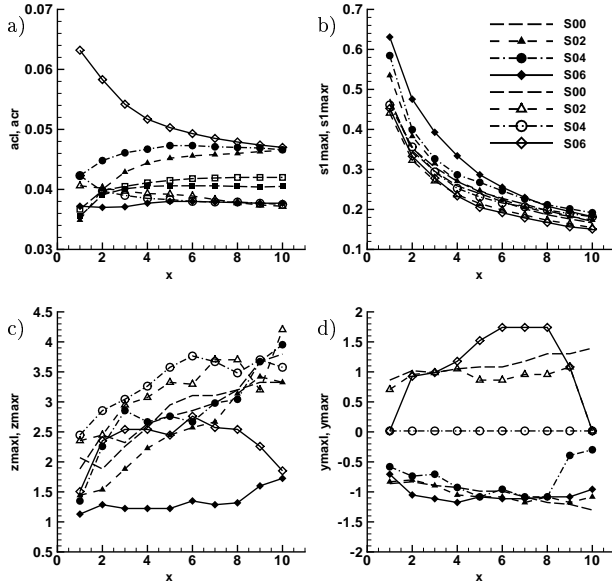 a)
0.07
0.06
0.05
0.04
0.03
acl, acr
0 2 4 6 8 10
x
b)
0.7
0.6
0.5
0.4
0.3
0.2
0.1
s1maxl, s1maxr
0 2 4 6 8 10
x
S00
S02
S04
S06
S00
S02
S04
S06
c)
4.5
4
3.5
3
2.5
2
1.5
1
0.5
zmaxl, zmaxr
0 2 4 6 8 10
x
d)
2
1.5
1
0.5
0
-0.5
-1
-1.5
-2
ymaxl, ymaxr
0 2 4 6 8 10
x